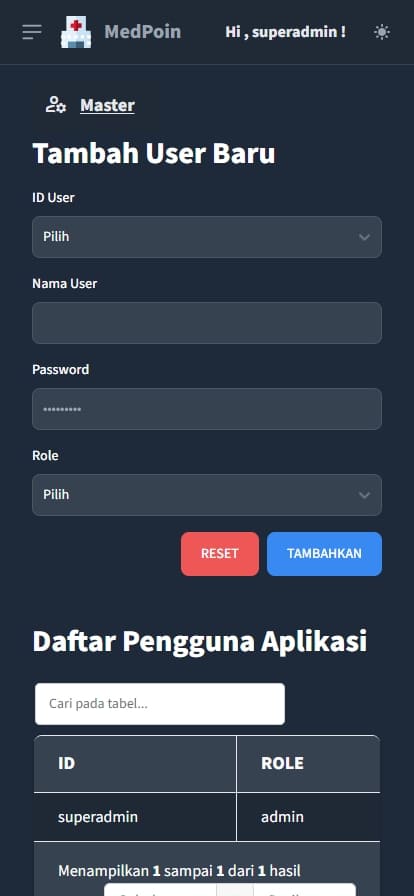 MedPoin
Hi , superadmin !
Master
Tambah User Baru
ID User
Pilih
Nama User
Password
•••••••••
Role
Pilih
RESET
TAMBAHKAN
Daftar Pengguna Aplikasi
Cari pada tabel...
ID
ROLE
superadmin
admin
Menampilkan 1 sampai 1 dari 1 hasil